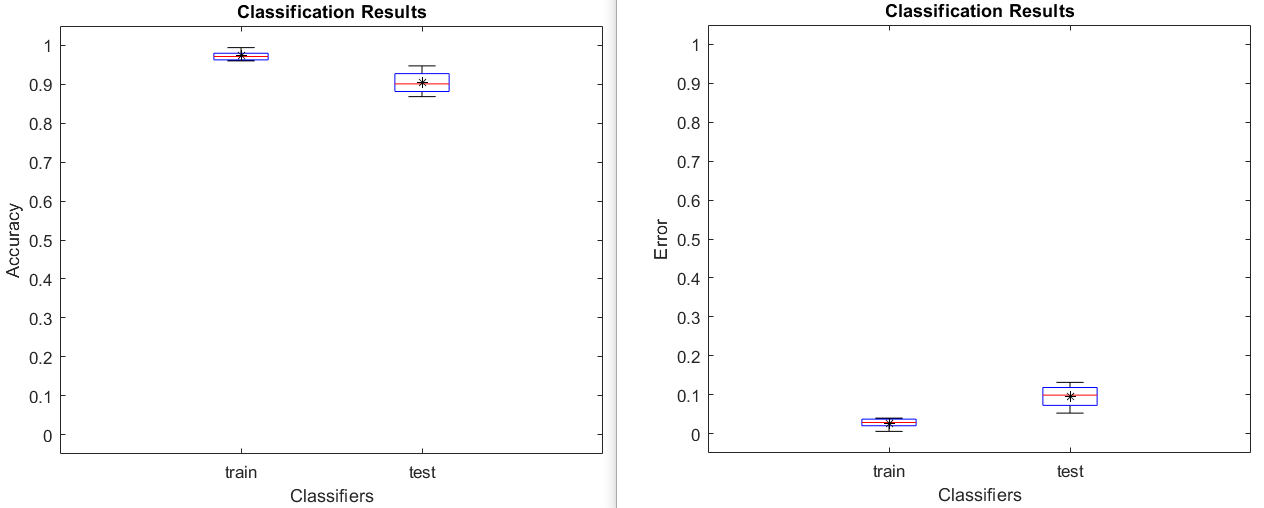 Classification Results
1
0.9
0.8
0.7
0.6
0.5
0.4
0.3
0.2
0.1
0
Accuracy
train test
Classifiers
Classification Results
1
0.9
0.8
0.7
0.6
0.5
0.4
0.3
0.2
0.1
0
Error
train test
Classifiers